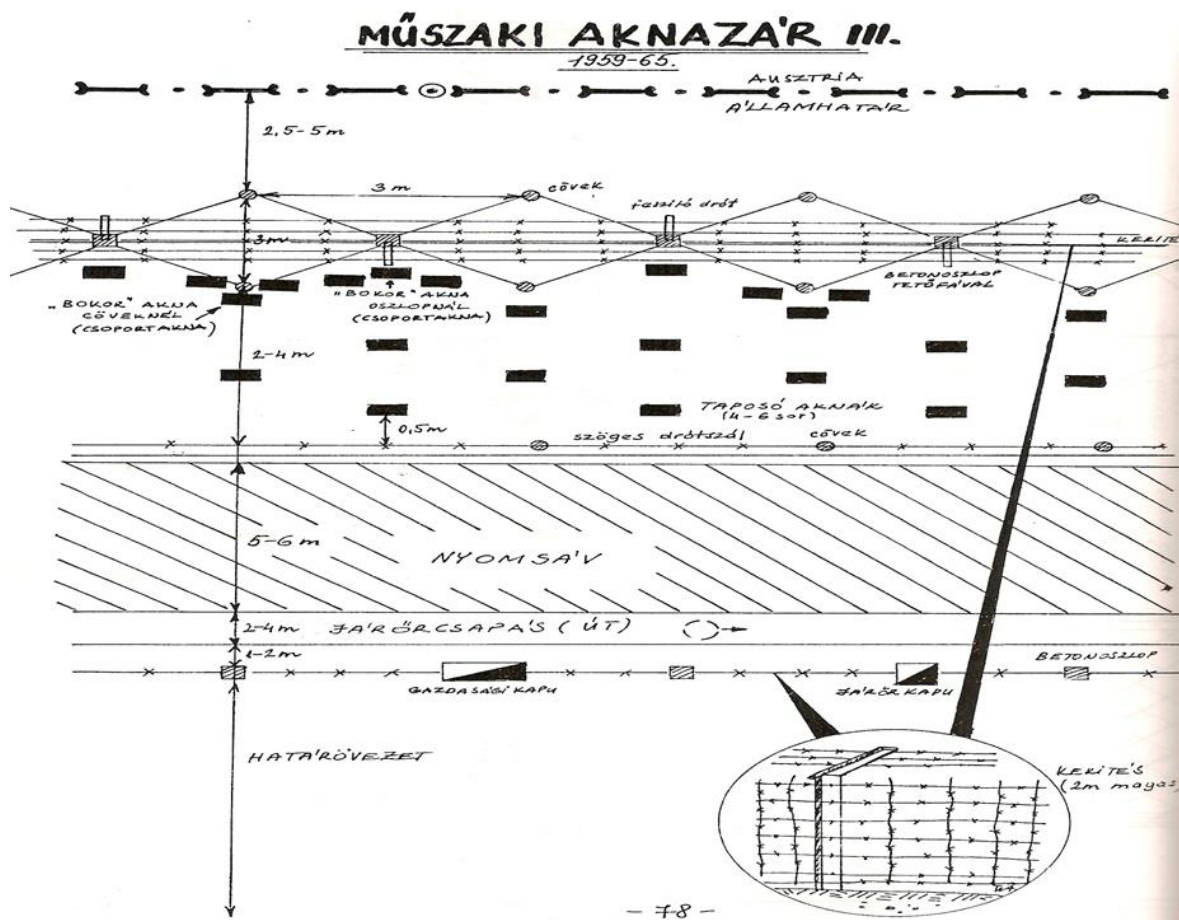 MŰSZAKI AKNAZÁR III.
1959-65.
AUSZTRIA
ÁLLAMHATÁR
2,5-5m
3m
cövek
feszítő drót
3m
KERÍTÉ
BETONOSZLOP
TETŐFÁVAL
„BOKOR" AKNA
CÖVEKNÉL
(CSOPORTAKNA)
„BOKOR" AKNA
OSZLOPNÁL
(CSOPORTAKNA)
2-4m
TAPOSÓ AKNÁK
(4-6 sor)
0,5m
szöges drótszál
cövek
5-6m
NYOMSÁV
2-4m
JÁRŐRCSAPÁS (ÚT)
1-2m
BETONOSZLOP
GAZDASÁGI KAPU
JÁRŐR KAPU
HATÁRÖVEZET
KERÍTÉS
(2m magas)
- 78 -